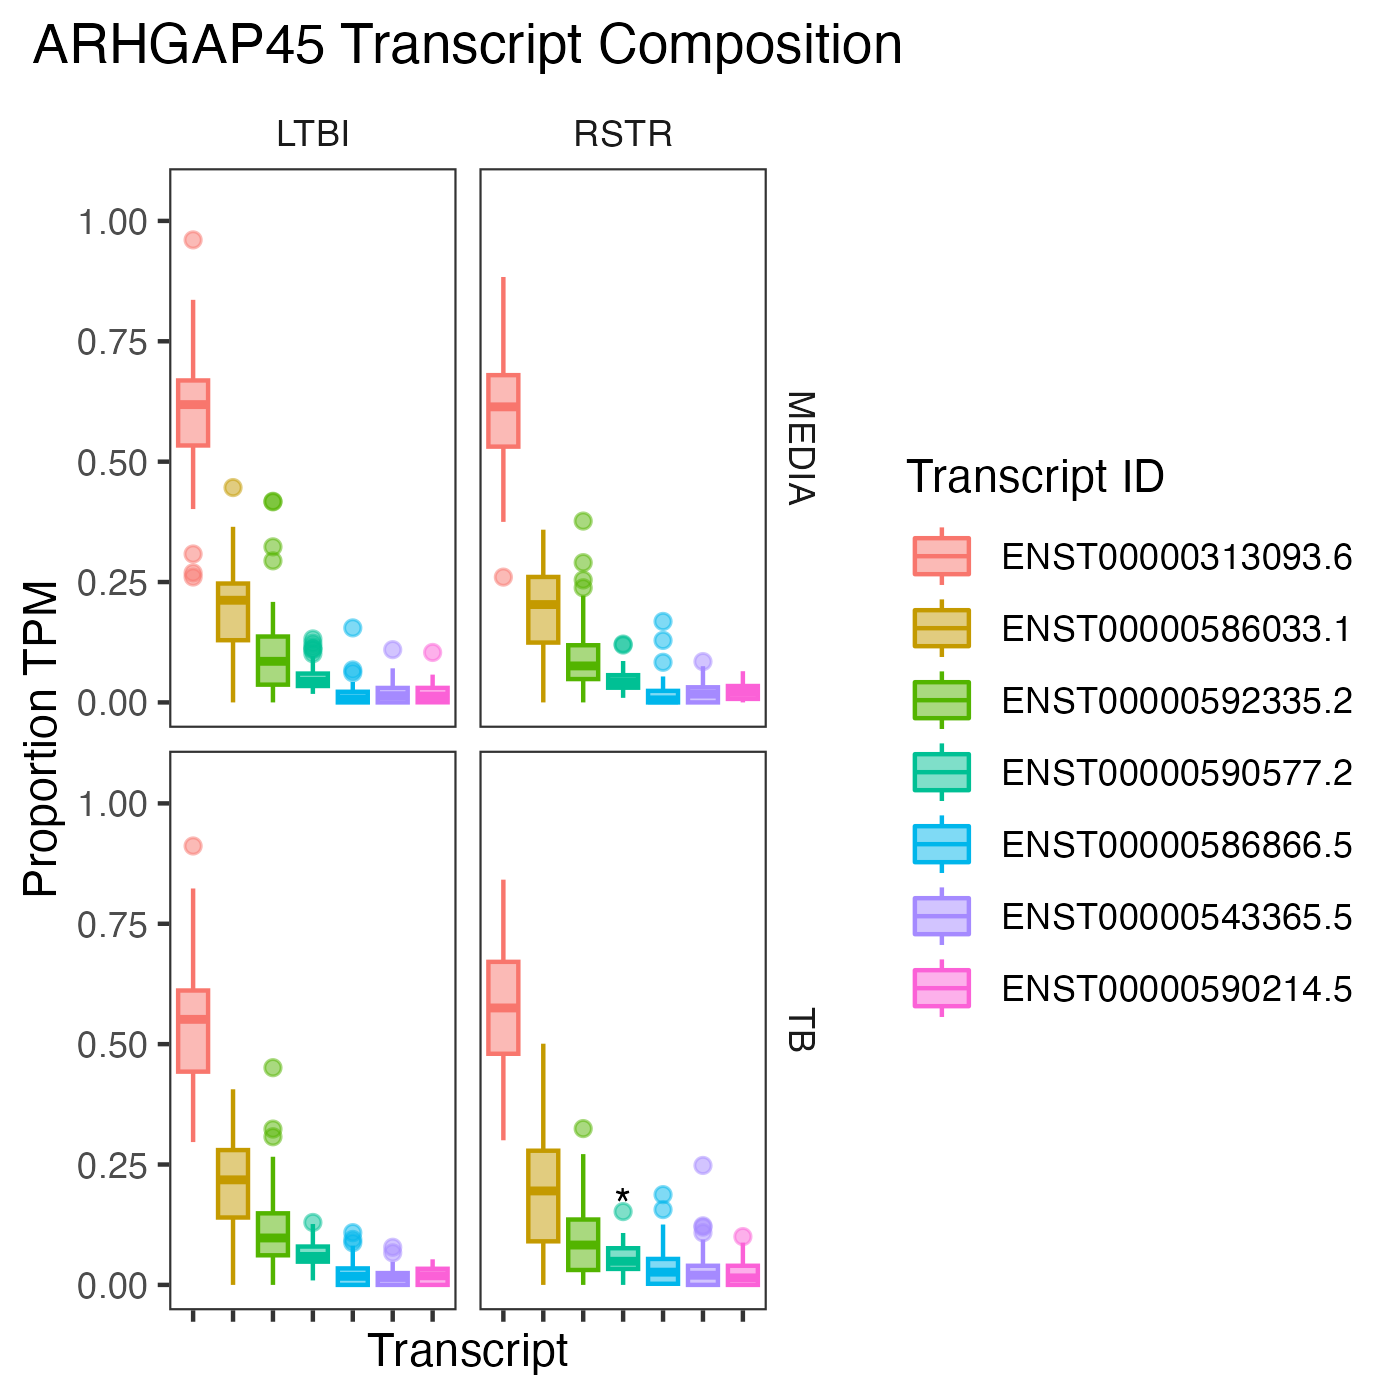 ARHGAP45 Transcript Composition
LTBI
RSTR
1.00
0.75
0.50
0.25
0.00
MEDIA
1.00
0.75
0.50
0.25
0.00
*
TB
Proportion TPM
Transcript
Transcript ID
ENST00000313093.6
ENST00000586033.1
ENST00000592335.2
ENST00000590577.2
ENST00000586866.5
ENST00000543365.5
ENST00000590214.5